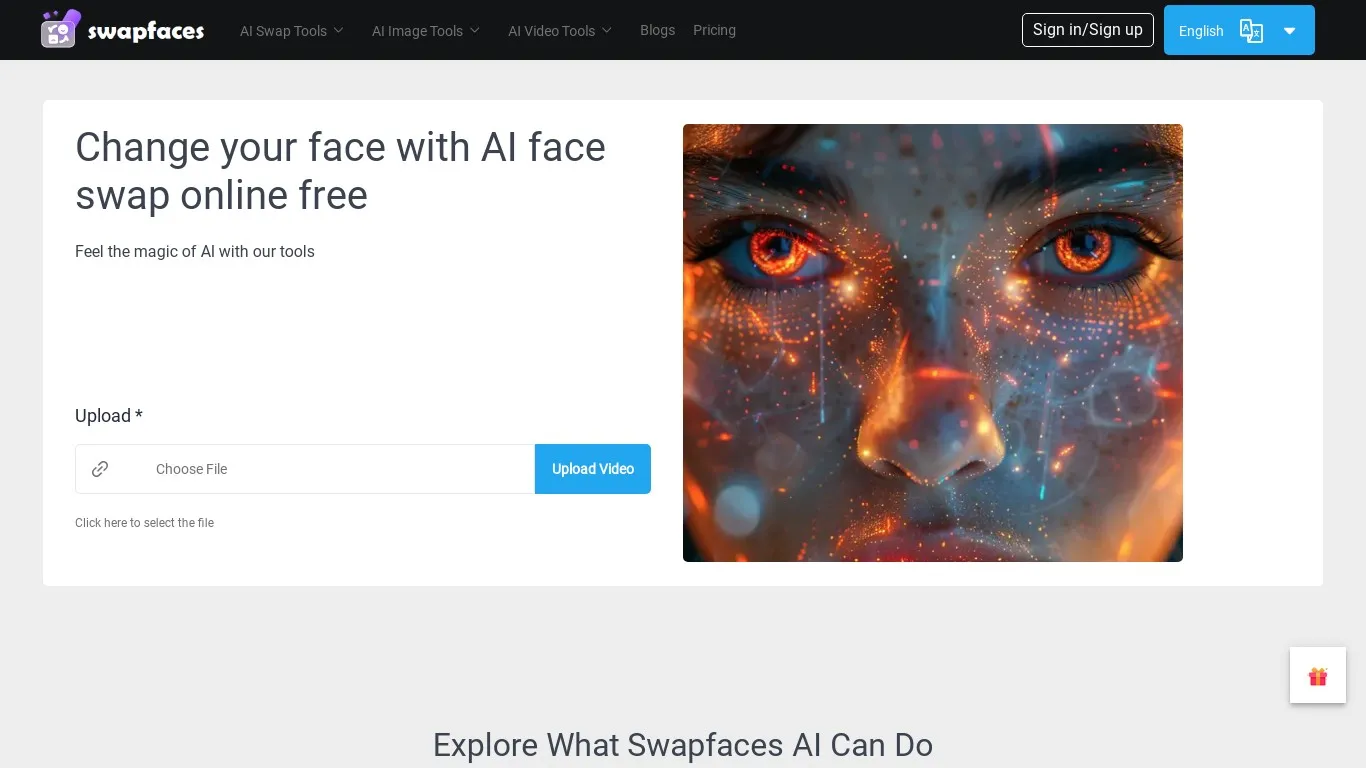 swapfaces
AI Swap Tools
AI Image Tools
AI Video Tools
Blogs
Pricing
Sign in/Sign up
English
Change your face with AI face
swap online free
Feel the magic of AI with our tools
Upload *
Choose File
Upload Video
Click here to select the file
Explore What Swapfaces AI Can Do